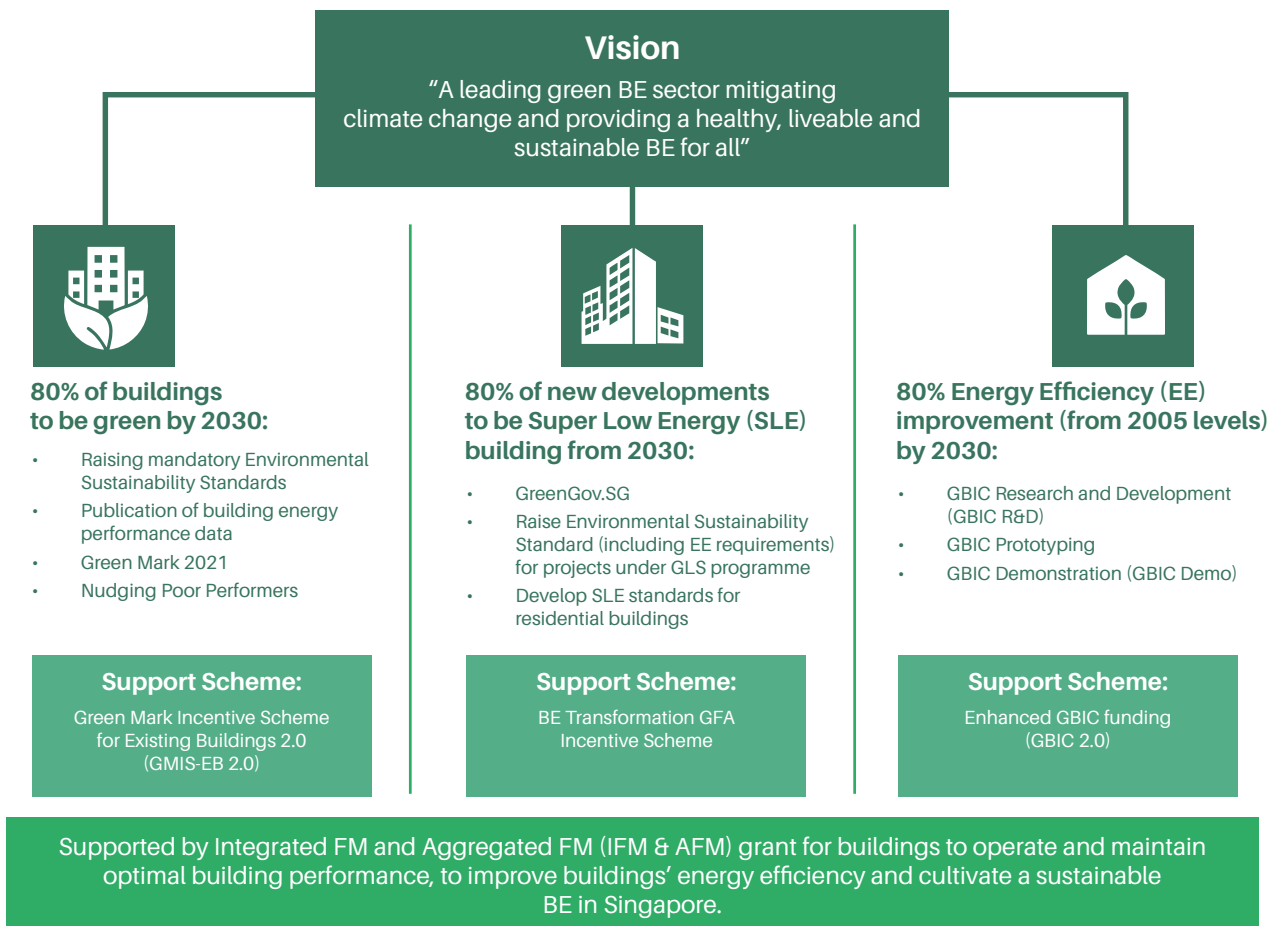 Vision
“A leading green BE sector mitigating
climate change and providing a healthy, liveable and
sustainable BE for all”
80% of buildings
to be green by 2030:
• Raising mandatory Environmental
Sustainability Standards
• Publication of building energy
performance data
• Green Mark 2021
• Nudging Poor Performers
Support Scheme:
Green Mark Incentive Scheme
for Existing Buildings 2.0
(GMIS-EB 2.0)
80% of new developments
to be Super Low Energy (SLE)
building from 2030:
• GreenGov.SG
• Raise Environmental Sustainability
Standard (including EE requirements)
for projects under GLS programme
• Develop SLE standards for
residential buildings
Support Scheme:
BE Transformation GFA
Incentive Scheme
80% Energy Efficiency (EE)
improvement (from 2005 levels)
by 2030:
• GBIC Research and Development
(GBIC R&D)
• GBIC Prototyping
• GBIC Demonstration (GBIC Demo)
Support Scheme:
Enhanced GBIC funding
(GBIC 2.0)
Supported by Integrated FM and Aggregated FM (IFM & AFM) grant for buildings to operate and maintain
optimal building performance, to improve buildings’ energy efficiency and cultivate a sustainable
BE in Singapore.